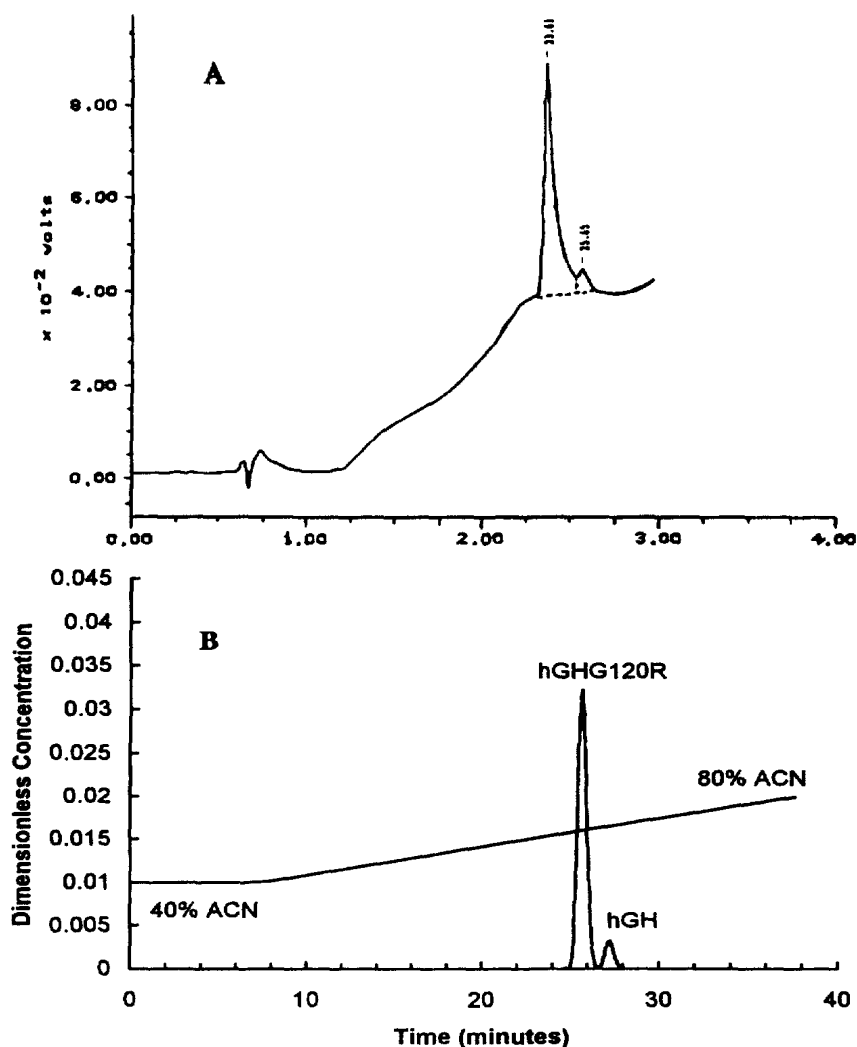 A
8.00
6.00
4.00
2.00
0.00
x 10⁻² volts
0.00 1.00 2.00 3.00 4.00
B
0.045
0.04
0.035
0.03
0.025
0.02
0.015
0.01
0.005
0
Dimensionless Concentration
hGHG120R
80% ACN
40% ACN
hGH
0 10 20 30 40
Time (minutes)